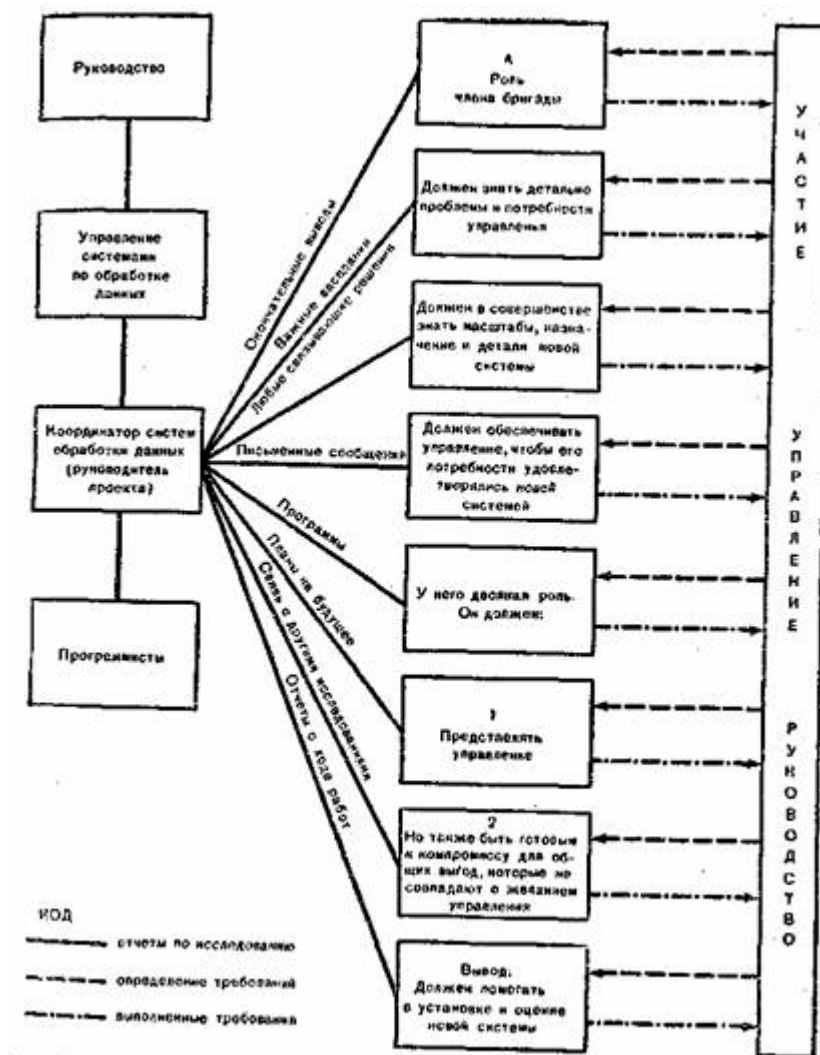 Руководство
Управление
системами
по обработке
данных
Координатор систем
обработки данных
(руководитель
проекта)
Программисты
Окончательные выводы
Важные заседания
Любые связывающие решения
Письменные сообщения
Программы
Планы на будущее
Связь с другими исследованиями
Отчеты о ходе работ
А
Роль
члена бригады
Должен знать детально
проблемы и потребности
управления
Должен в совершенстве
знать масштабы, назна-
чение и детали новой
системы
Должен обеспечивать
управление, чтобы его
потребности удовле-
творялись новой
системой
У него двойная роль.
Он должен:
1
Представлять
управление
2
Но также быть готовым
к компромиссу для об-
щих выгод, которые не
совпадают с желанием
управления
Вывод:
Должен помогать
в установке и оценке
новой системы
УЧАСТИЕ
УПРАВЛЕНИЕ
РУКОВОДСТВО
КОД
отчеты по исследованию
определение требований
выполненные требования